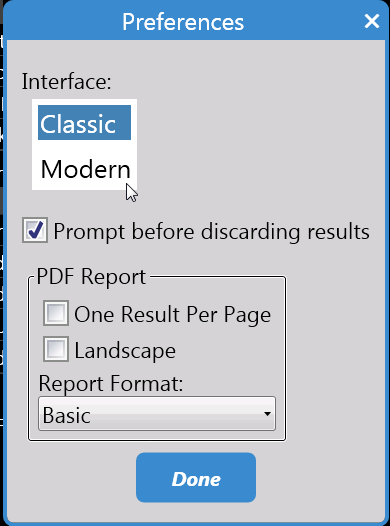 Preferences
Interface:
Classic
Modern
Prompt before discarding results
PDF Report
One Result Per Page
Landscape
Report Format:
Basic
Done